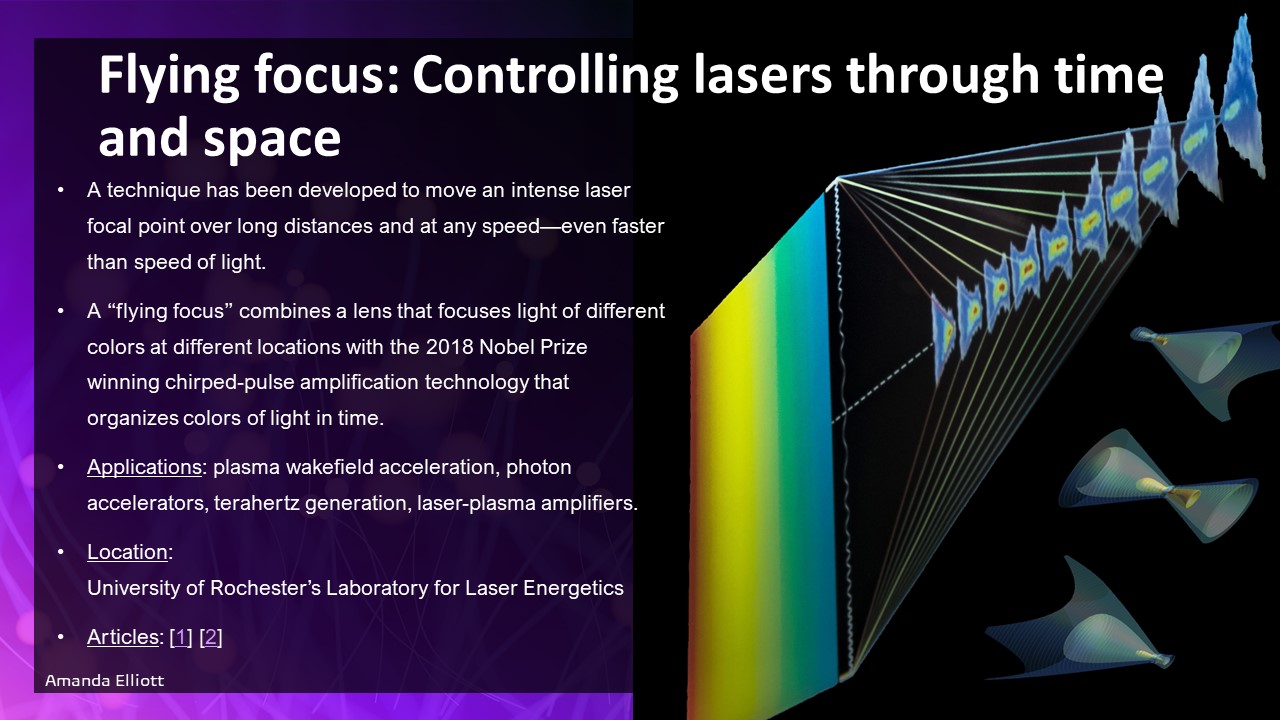 Flying focus: Controlling lasers through time
and space
• A technique has been developed to move an intense laser
focal point over long distances and at any speed—even faster
than speed of light.
• A “flying focus” combines a lens that focuses light of different
colors at different locations with the 2018 Nobel Prize
winning chirped-pulse amplification technology that
organizes colors of light in time.
• Applications: plasma wakefield acceleration, photon
accelerators, terahertz generation, laser-plasma amplifiers.
• Location:
University of Rochester’s Laboratory for Laser Energetics
• Articles: [1] [2]
Amanda Elliott